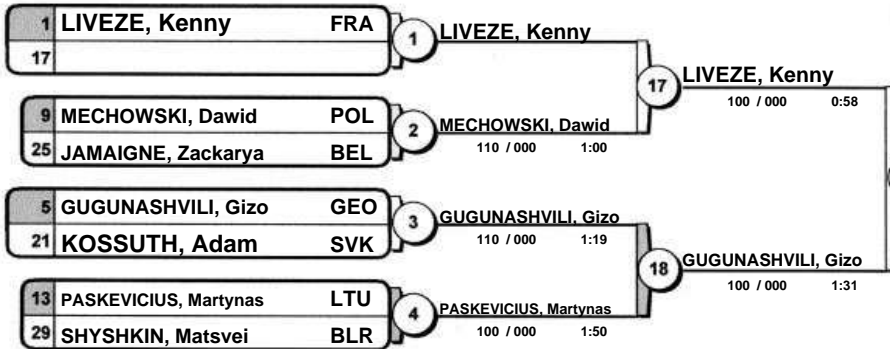 1 LIVEZE, Kenny FRA
17
1
LIVEZE, Kenny
9 MECHOWSKI, Dawid POL
25 JAMAIGNE, Zackarya BEL
2
MECHOWSKI, Dawid
110 / 000 1:00
17
LIVEZE, Kenny
100 / 000 0:58
5 GUGUNASHVILI, Gizo GEO
21 KOSSUTH, Adam SVK
3
GUGUNASHVILI, Gizo
110 / 000 1:19
13 PASKEVICIUS, Martynas LTU
29 SHYSHKIN, Matsvei BLR
4
PASKEVICIUS, Martynas
100 / 000 1:50
18
GUGUNASHVILI, Gizo
100 / 000 1:31